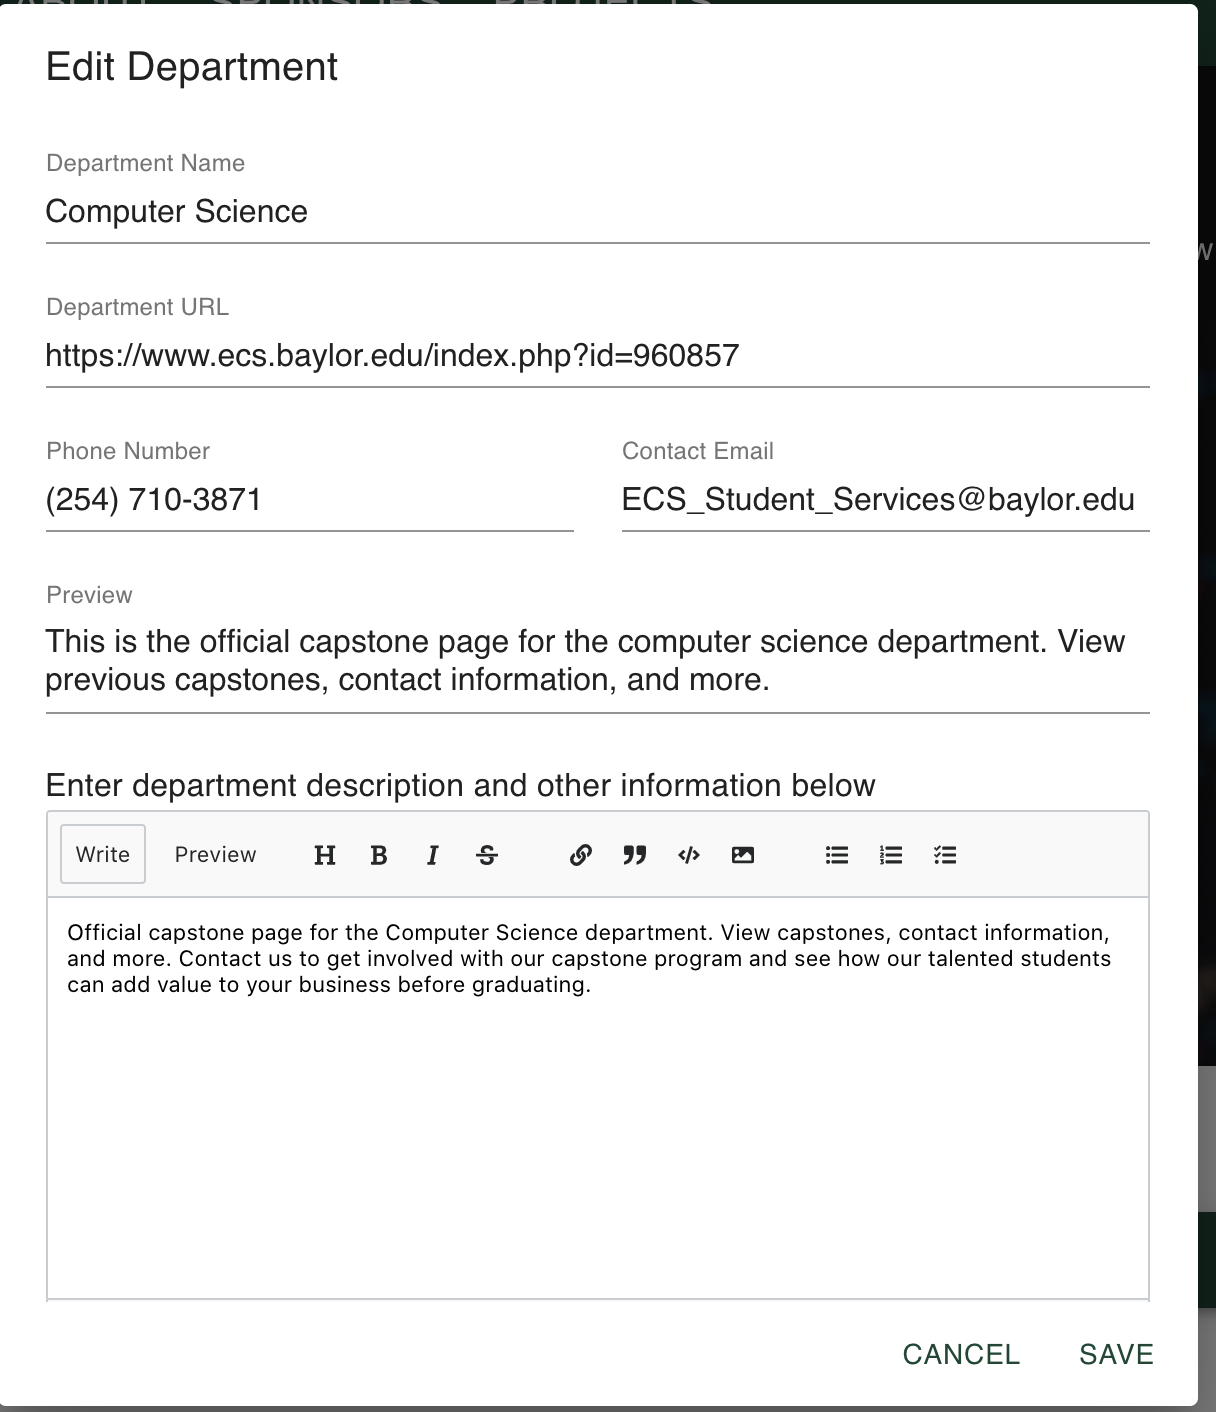 ABOUT SPONSORS PROJECTS
Edit Department
Department Name
Computer Science
Department URL
https://www.ecs.baylor.edu/index.php?id=960857
Phone Number
(254) 710-3871
Contact Email
ECS_Student_Services@baylor.edu
Preview
This is the official capstone page for the computer science department. View
previous capstones, contact information, and more.
Enter department description and other information below
Write Preview H B I S
Official capstone page for the Computer Science department. View capstones, contact information,
and more. Contact us to get involved with our capstone program and see how our talented students
can add value to your business before graduating.
CANCEL SAVE